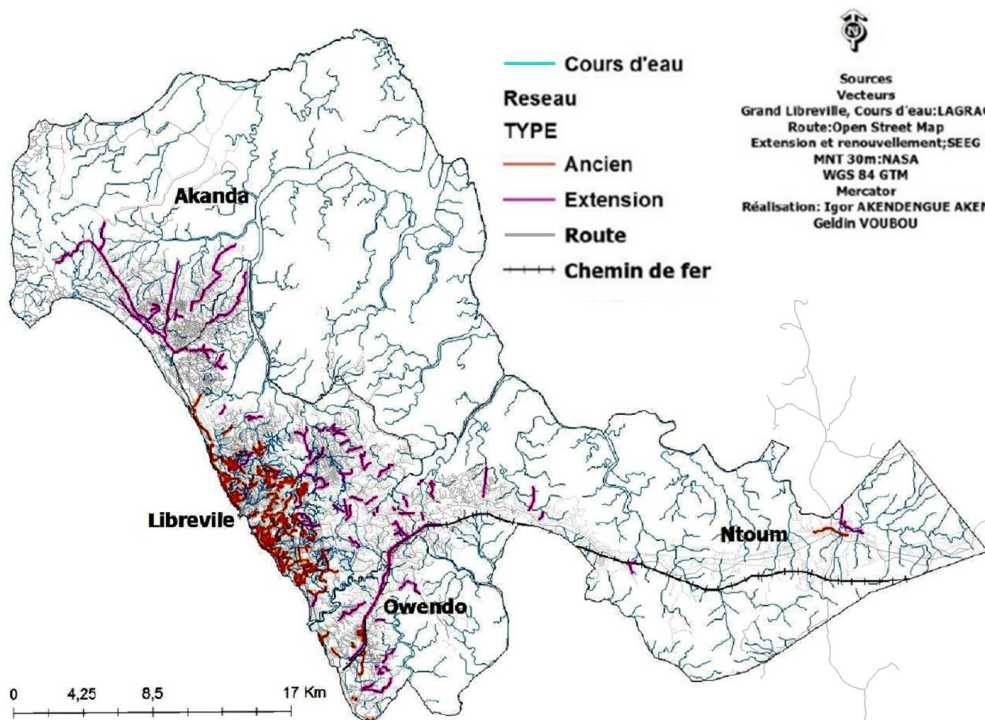 Cours d'eau
Reseau
TYPE
Ancien
Extension
Route
Chemin de fer
N
Sources
Vecteurs
Grand Libreville, Cours d'eau:LAGRAC
Route:Open Street Map
Extension et renouvellement;SEEG
MNT 30m:NASA
WGS 84 GTM
Mercator
Réalisation: Igor AKENDENGUE AKEN
Geldin VOUBOU
Akanda
Librevile
Ntoum
Owendo
0 4,25 8,5 17 Km